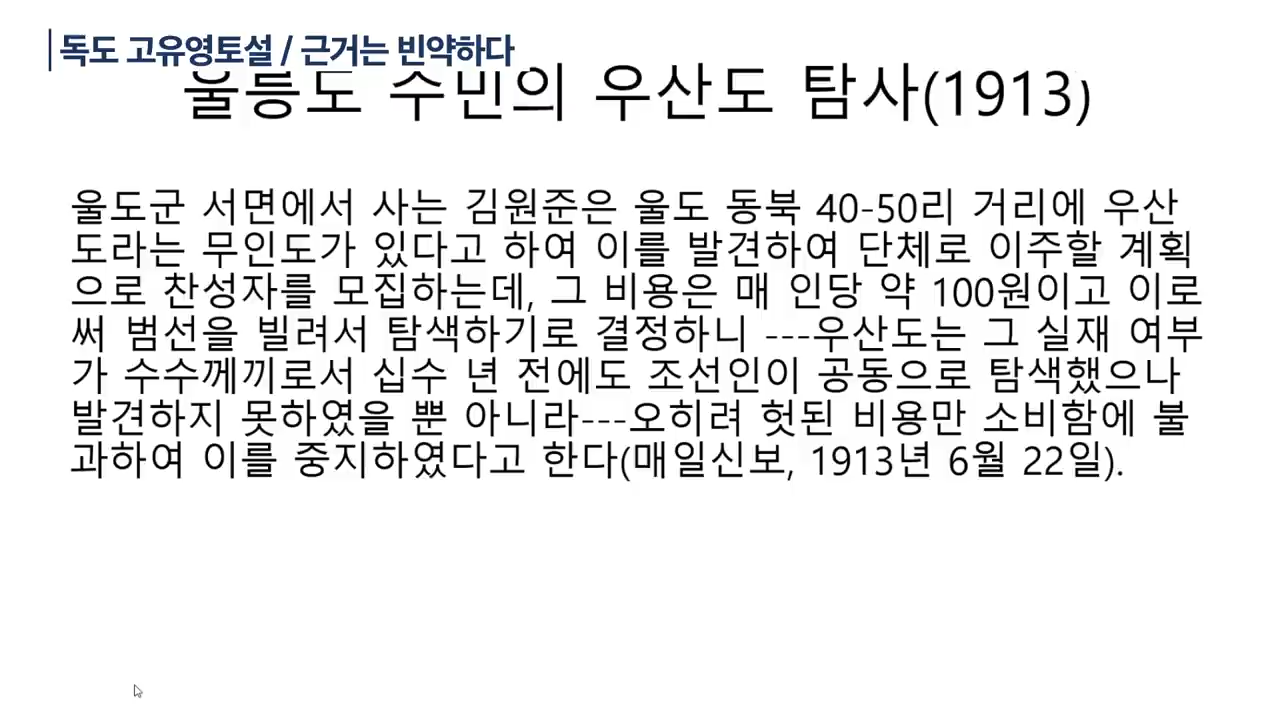 독도 고유영토설 / 근거는 빈약하다
울릉도 주민의 우산도 탐사(1913)
울도군 서면에서 사는 김원준은 울도 동북 40-50리 거리에 우산
도라는 무인도가 있다고 하여 이를 발견하여 단체로 이주할 계획
으로 찬성자를 모집하는데, 그 비용은 매 인당 약 100원이고 이로
써 범선을 빌려서 탐색하기로 결정하니 ---우산도는 그 실재 여부
가 수수께끼로서 십수 년 전에도 조선인이 공동으로 탐색했으나
발견하지 못하였을 뿐 아니라---오히려 헛된 비용만 소비함에 불
과하여 이를 중지하였다고 한다(매일신보, 1913년 6월 22일).